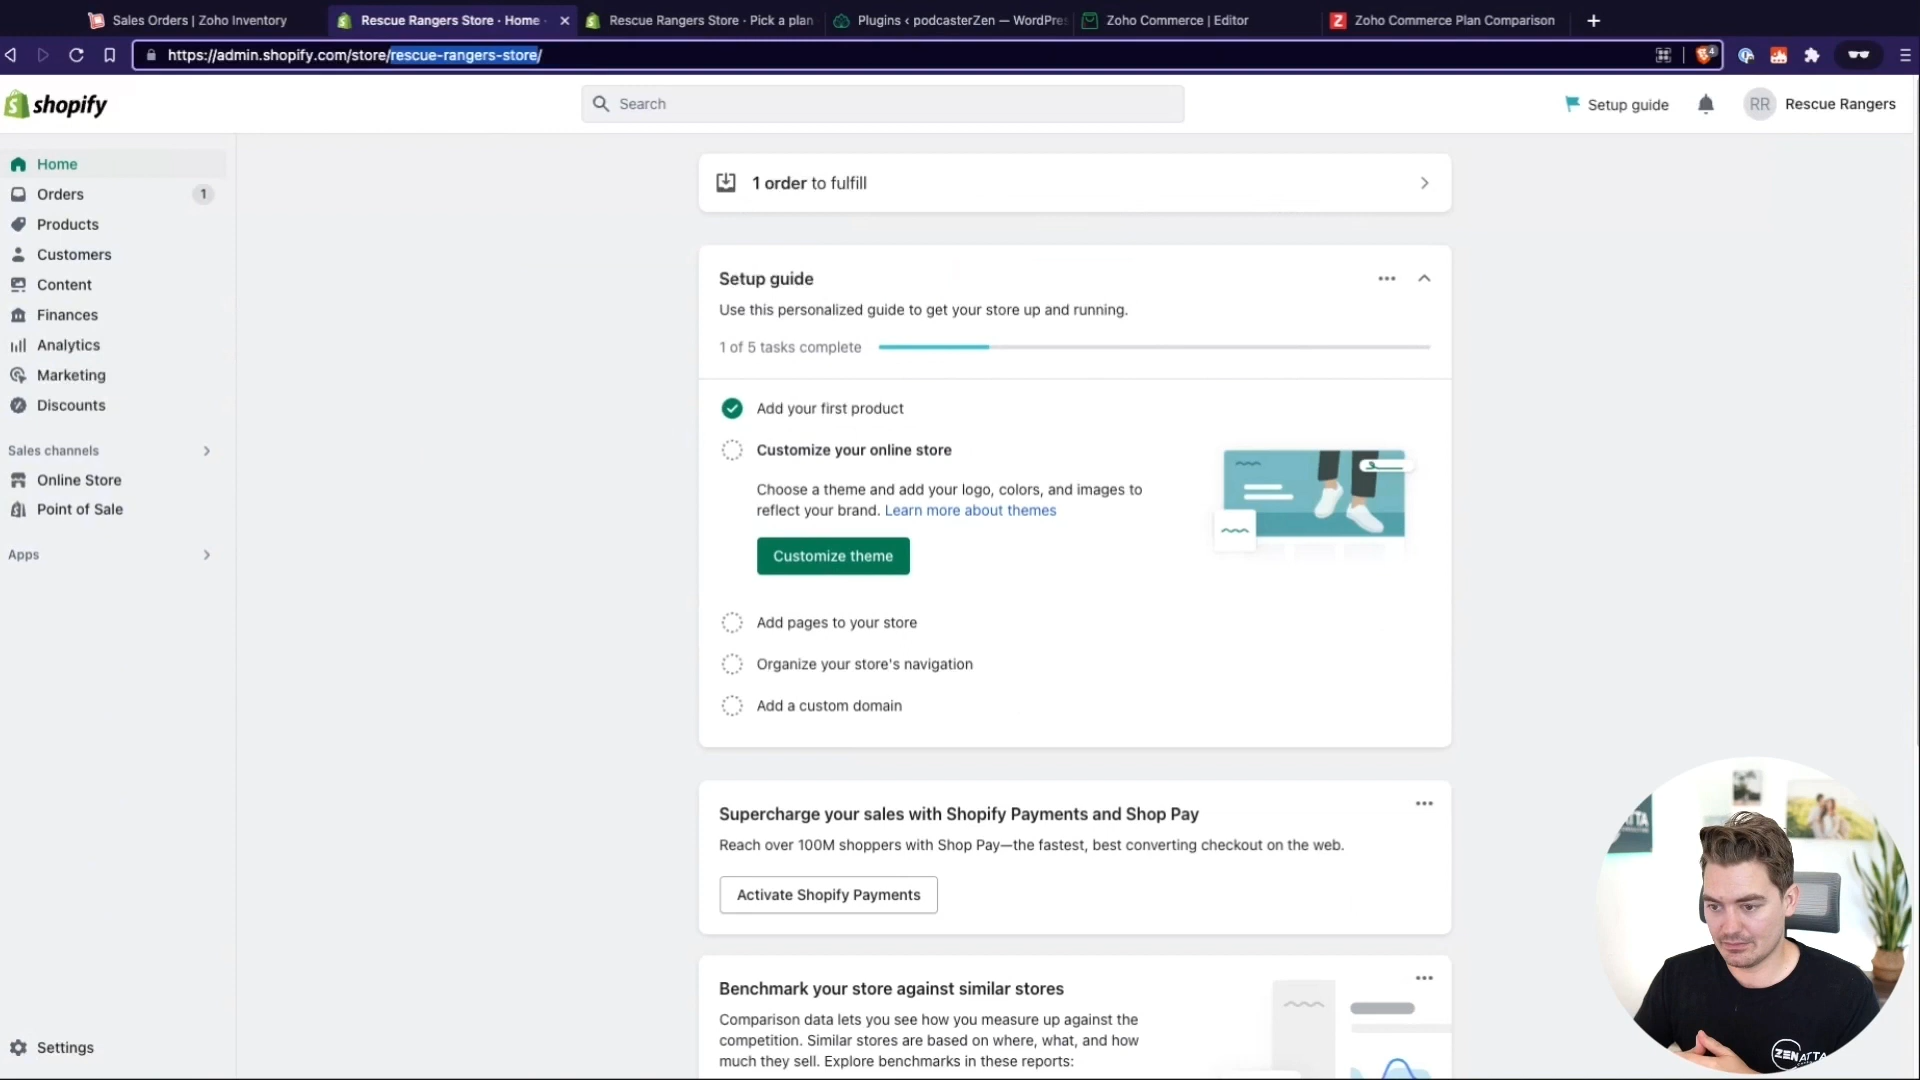 Sales Orders | Zoho Inventory
Rescue Rangers Store · Home ·
Rescue Rangers Store · Pick a plan
Plugins ‹ podcasterZen — WordPres
Zoho Commerce | Editor
Zoho Commerce Plan Comparison
https://admin.shopify.com/store/rescue-rangers-store/
4
shopify
Search
Setup guide
RR
Rescue Rangers
Home
Orders
1
Products
Customers
Content
Finances
Analytics
Marketing
Discounts
Sales channels
Online Store
Point of Sale
Apps
Settings
1 order to fulfill
Setup guide
Use this personalized guide to get your store up and running.
1 of 5 tasks complete
Add your first product
Customize your online store
Choose a theme and add your logo, colors, and images to
reflect your brand. Learn more about themes
Customize theme
Add pages to your store
Organize your store's navigation
Add a custom domain
Supercharge your sales with Shopify Payments and Shop Pay
Reach over 100M shoppers with Shop Pay—the fastest, best converting checkout on the web.
Activate Shopify Payments
Benchmark your store against similar stores
Comparison data lets you see how you measure up against the
competition. Similar stores are based on where, what, and how
much they sell. Explore benchmarks in these reports:
ZENATTA